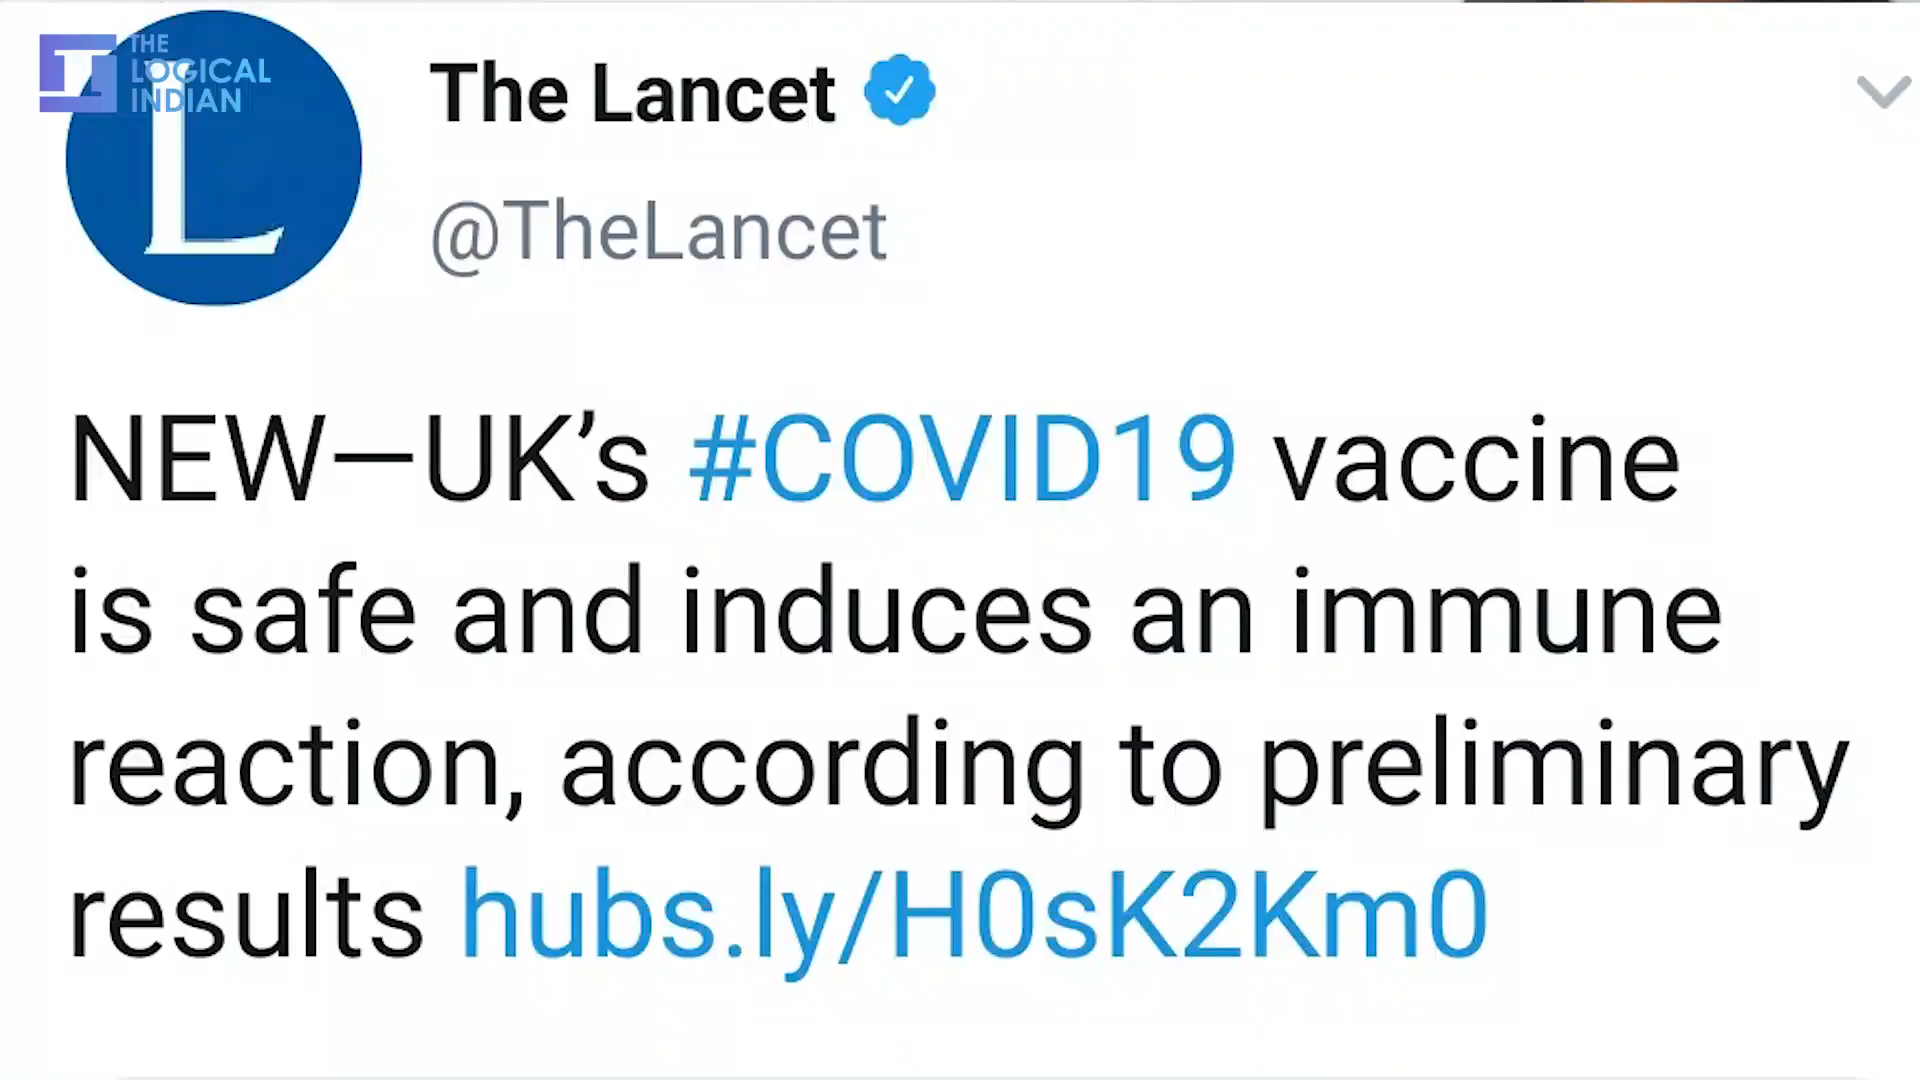 THE
LOGICAL
INDIAN
L
The Lancet
@TheLancet
NEW—UK’s #COVID19 vaccine
is safe and induces an immune
reaction, according to preliminary
results hubs.ly/H0sK2Km0